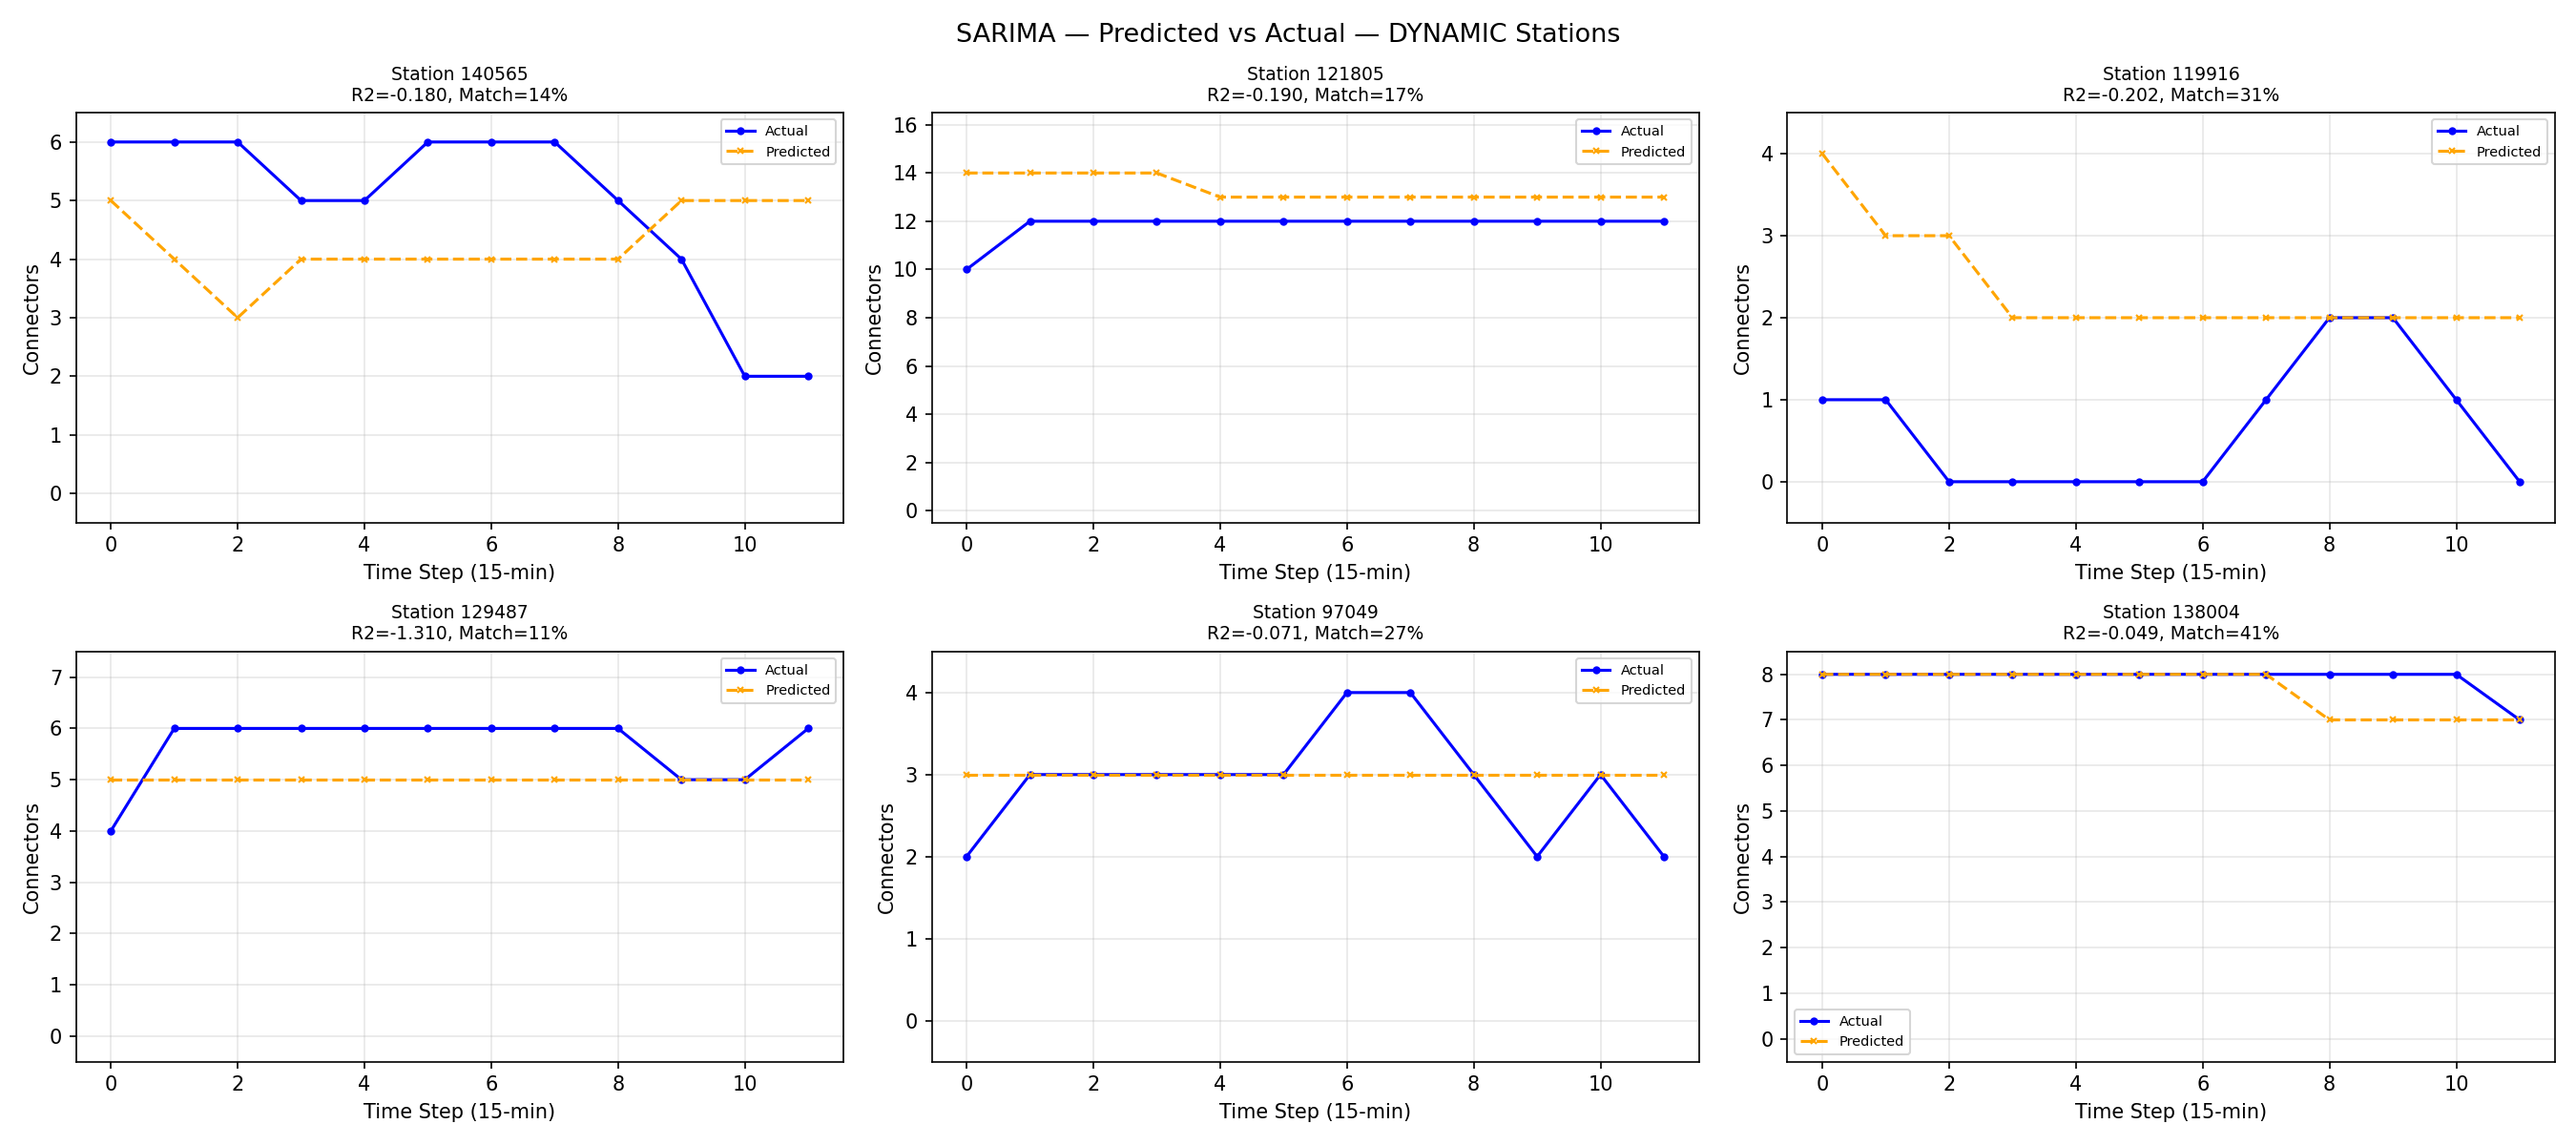 SARIMA — Predicted vs Actual — DYNAMIC Stations
Station 140565
R2=-0.180, Match=14%
Connectors
6
5
4
3
2
1
0
Actual
Predicted
0 2 4 6 8 10
Time Step (15-min)
Station 121805
R2=-0.190, Match=17%
Connectors
16
14
12
10
8
6
4
2
0
Actual
Predicted
0 2 4 6 8 10
Time Step (15-min)
Station 119916
R2=-0.202, Match=31%
Connectors
4
3
2
1
0
Actual
Predicted
0 2 4 6 8 10
Time Step (15-min)
Station 129487
R2=-1.310, Match=11%
Connectors
7
6
5
4
3
2
1
0
Actual
Predicted
0 2 4 6 8 10
Time Step (15-min)
Station 97049
R2=-0.071, Match=27%
Connectors
4
3
2
1
0
Actual
Predicted
0 2 4 6 8 10
Time Step (15-min)
Station 138004
R2=-0.049, Match=41%
Connectors
8
7
6
5
4
3
2
1
0
Actual
Predicted
0 2 4 6 8 10
Time Step (15-min)